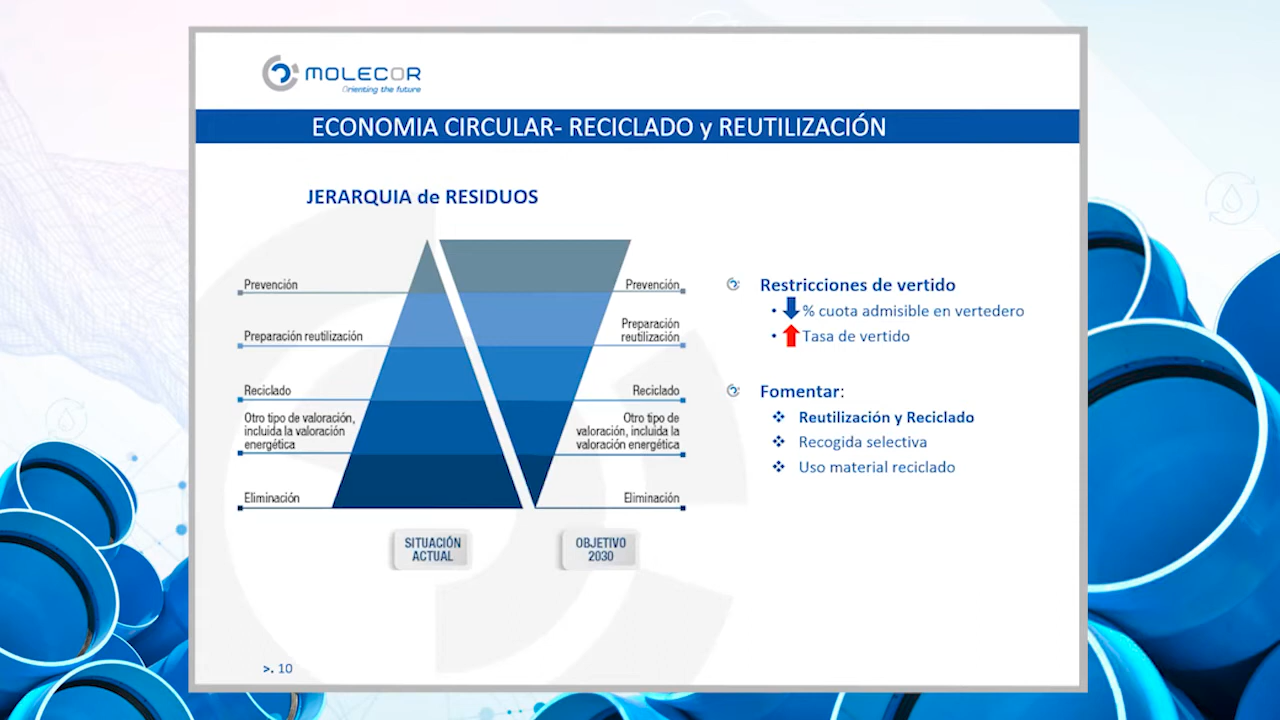 MOLECOR
Orienting the future
ECONOMIA CIRCULAR- RECICLADO y REUTILIZACIÓN
JERARQUIA de RESIDUOS
Prevención
Preparación reutilización
Reciclado
Otro tipo de valoración,
incluida la valoración
energética
Eliminación
Prevención
Preparación
reutilización
Reciclado
Otro tipo de
valoración, incluida la
valoración energética
Eliminación
SITUACIÓN
ACTUAL
OBJETIVO
2030
Restricciones de vertido
• % cuota admisible en vertedero
• Tasa de vertido
Fomentar:
❖ Reutilización y Reciclado
❖ Recogida selectiva
❖ Uso material reciclado
>. 10